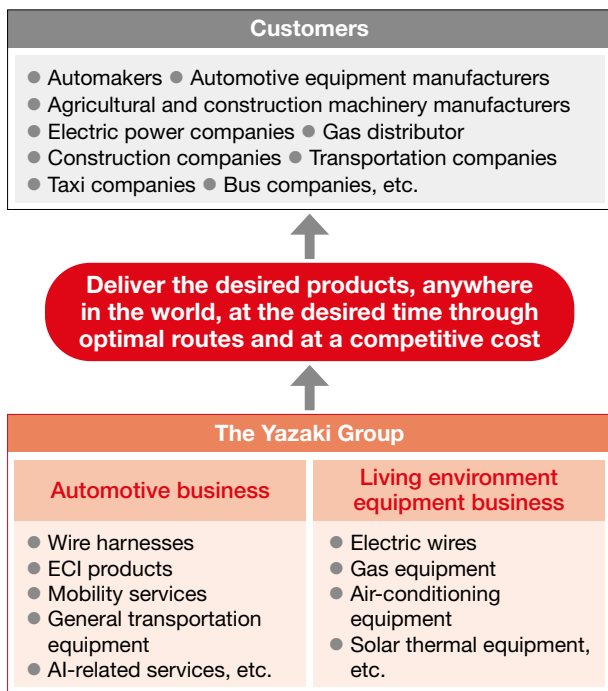 Customers
● Automakers ● Automotive equipment manufacturers
● Agricultural and construction machinery manufacturers
● Electric power companies ● Gas distributor
● Construction companies ● Transportation companies
● Taxi companies ● Bus companies, etc.
Deliver the desired products, anywhere
in the world, at the desired time through
optimal routes and at a competitive cost
The Yazaki Group
Automotive business
● Wire harnesses
● ECI products
● Mobility services
● General transportation
equipment
● AI-related services, etc.
Living environment
equipment business
● Electric wires
● Gas equipment
● Air-conditioning
equipment
● Solar thermal equipment,
etc.